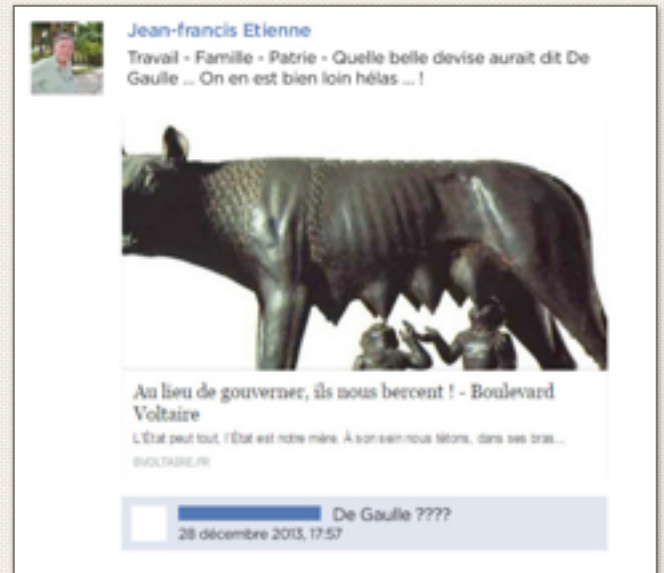 Jean-francis Etienne
Travail - Famille - Patrie - Quelle belle devise aurait dit De
Gaulle ... On en est bien loin hélas ... !
Au lieu de gouverner, ils nous bercent ! - Boulevard
Voltaire
L'État peut tout, l'État est notre mère. À son sein nous tétons, dans ses bras...
BVOLTAIRE.FR
De Gaulle ????
28 décembre 2013, 17:57